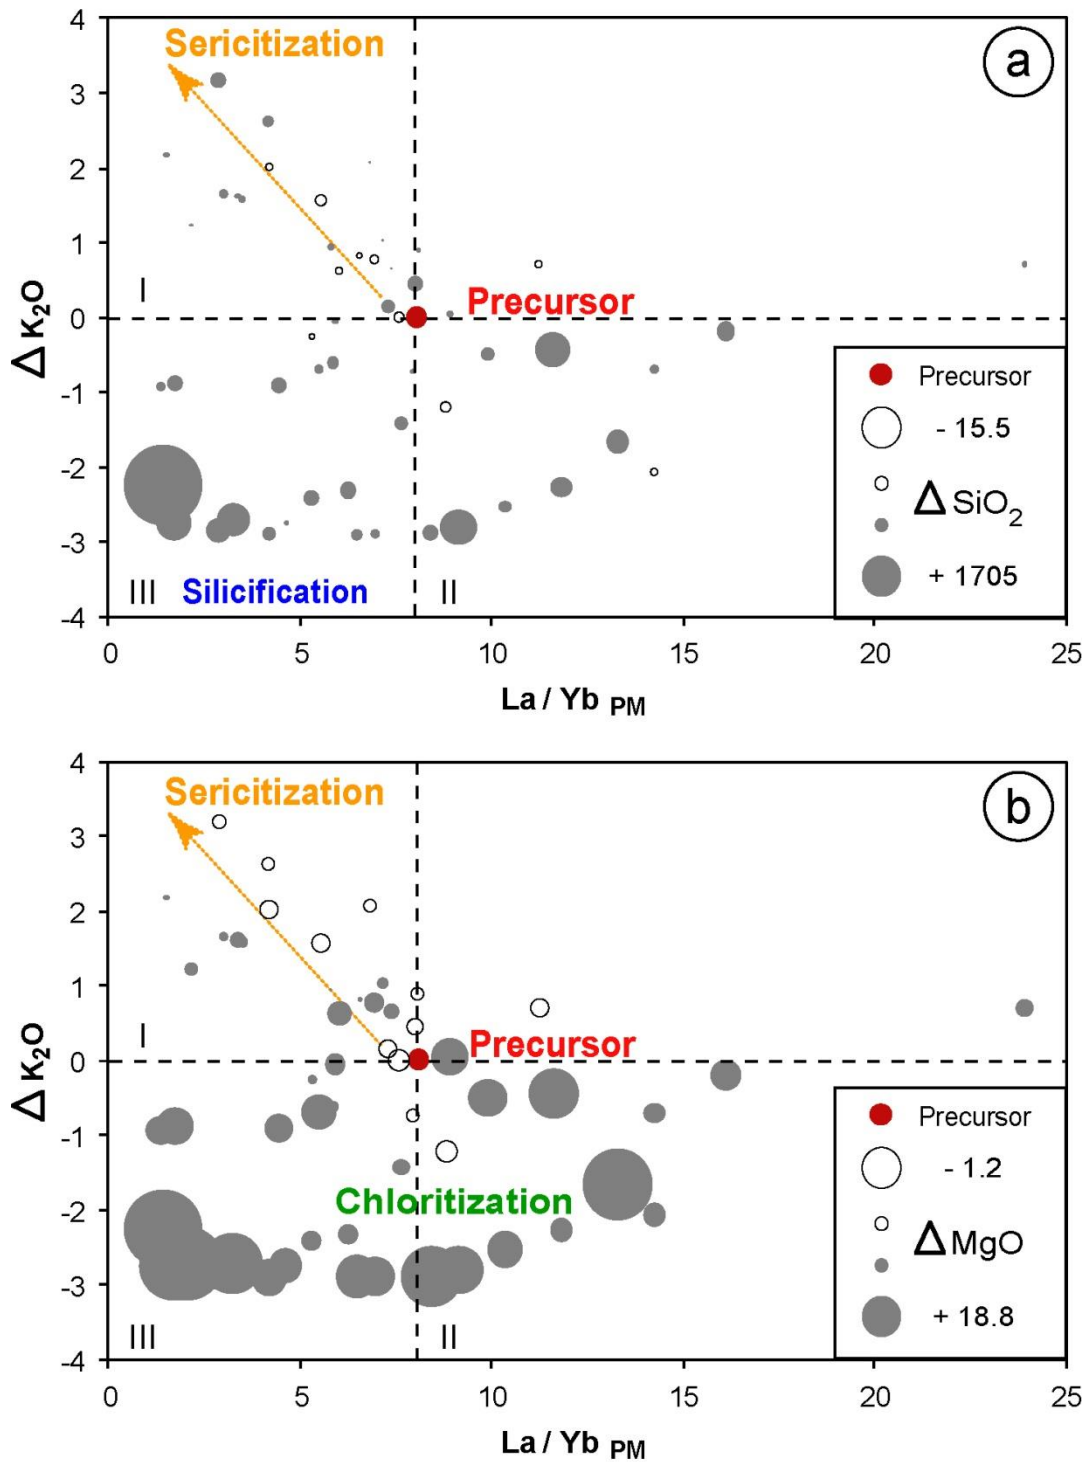 4
Sericitization
a
3
2
1
I
Precursor
0
Δ K2O
-1
Precursor
- 15.5
-2
Δ SiO2
-3
+ 1705
III Silicification II
-4
0 5 10 15 20 25
La / Yb PM
4
Sericitization
b
3
2
1
I
Precursor
0
Δ K2O
-1
Precursor
- 1.2
Chloritization
-2
Δ MgO
-3
+ 18.8
III II
-4
0 5 10 15 20 25
La / Yb PM